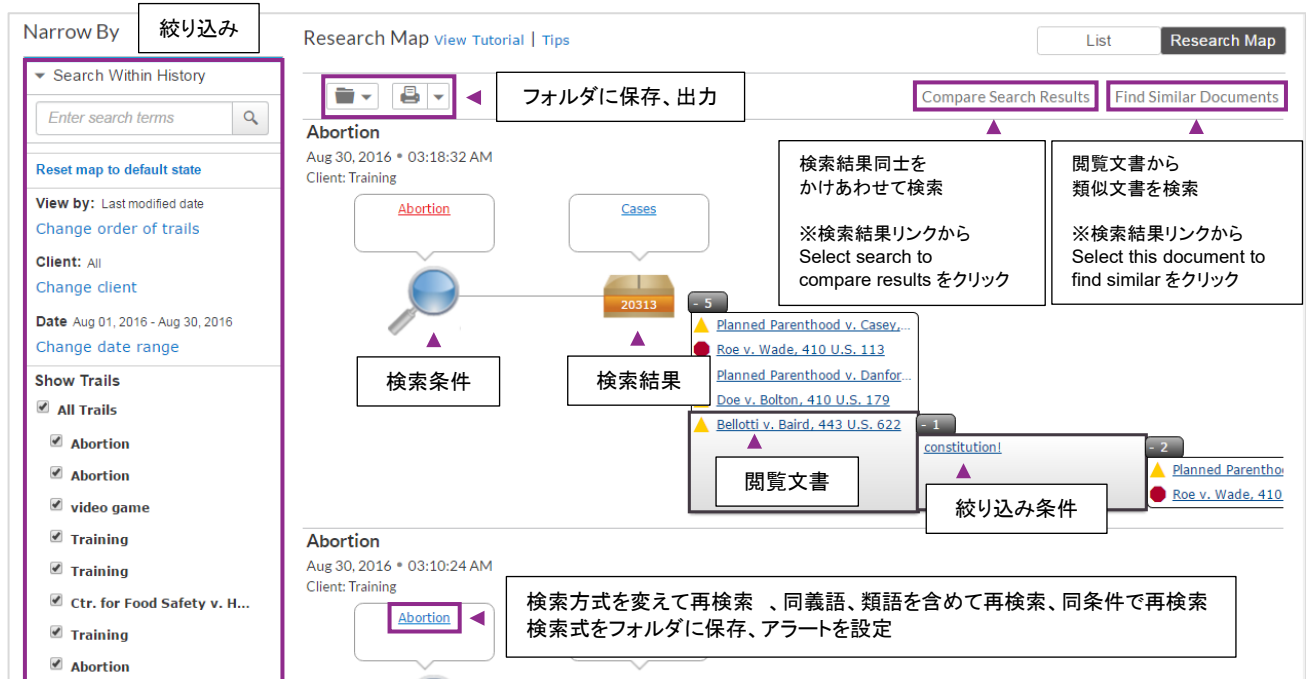 Narrow By
絞り込み
Search Within History
Enter search terms
Reset map to default state
View by: Last modified date
Change order of trails
Client: All
Change client
Date Aug 01, 2016 - Aug 30, 2016
Change date range
Show Trails
All Trails
Abortion
Abortion
video game
Training
Training
Ctr. for Food Safety v. H...
Training
Abortion
Research Map View Tutorial | Tips
List
Research Map
フォルダに保存、出力
Compare Search Results
Find Similar Documents
検索結果同士を
かけあわせて検索
※検索結果リンクから
Select search to
compare results をクリック
閲覧文書から
類似文書を検索
※検索結果リンクから
Select this document to
find similar をクリック
Abortion
Aug 30, 2016 • 03:18:32 AM
Client: Training
Abortion
Cases
20313
検索条件
検索結果
- 5
Planned Parenthood v. Casey,...
Roe v. Wade, 410 U.S. 113
Planned Parenthood v. Danfor...
Doe v. Bolton, 410 U.S. 179
Bellotti v. Baird, 443 U.S. 622
閲覧文書
- 1
constitution!
絞り込み条件
- 2
Planned Parentho
Roe v. Wade, 410
Abortion
Aug 30, 2016 • 03:10:24 AM
Client: Training
Abortion
検索方式を変えて再検索 、同義語、類語を含めて再検索、同条件で再検索
検索式をフォルダに保存、アラートを設定